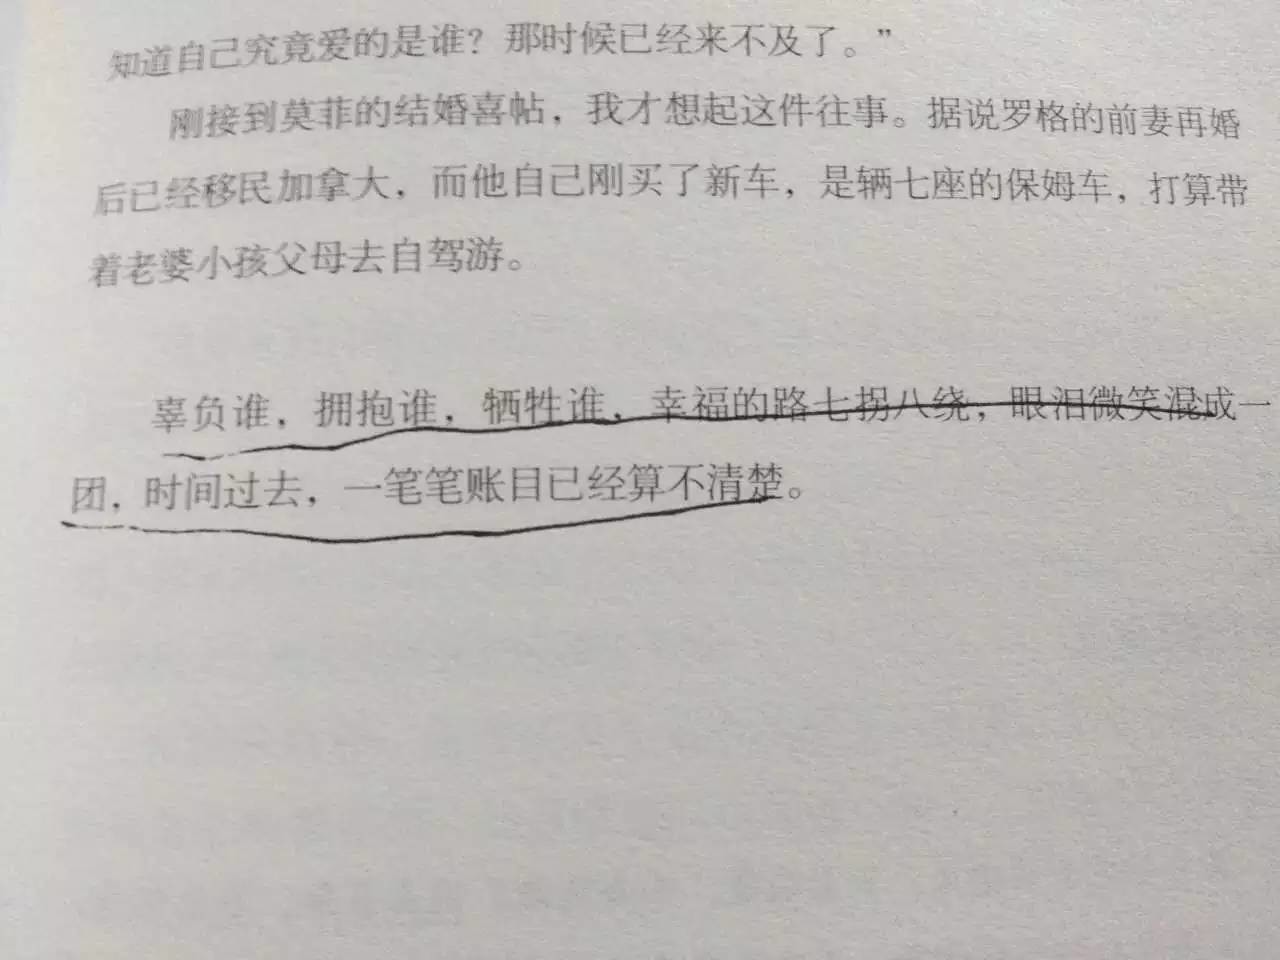 知道自己究竟爱的是谁？那时候已经来不及了。”
刚接到莫菲的结婚喜帖，我才想起这件往事。据说罗格的前妻再婚
后已经移民加拿大，而他自己刚买了新车，是辆七座的保姆车，打算带
着老婆小孩父母去自驾游。
辜负谁，拥抱谁，牺牲谁，幸福的路七拐八绕，眼泪微笑混成一
团，时间过去，一笔笔账目已经算不清楚。